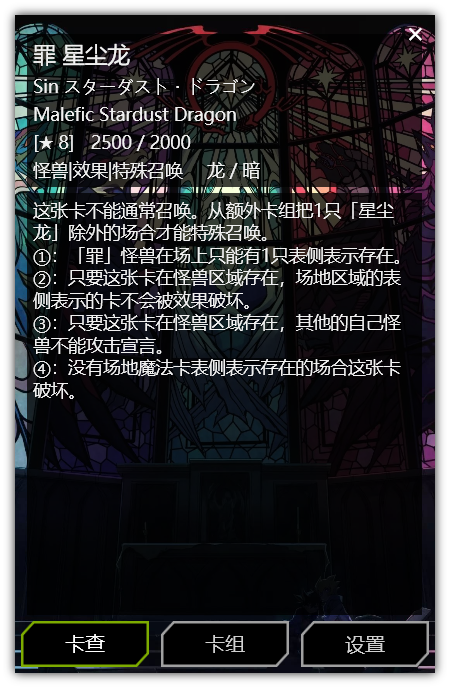 ×
罪 星尘龙
Sin スターダスト・ドラゴン
Malefic Stardust Dragon
[★ 8] 2500 / 2000
怪兽|效果|特殊召唤 龙 / 暗
这张卡不能通常召唤。从额外卡组把1只「星尘
龙」除外的场合才能特殊召唤。
①：「罪」怪兽在场上只能有1只表侧表示存在。
②：只要这张卡在怪兽区域存在，场地区域的表
侧表示的卡不会被效果破坏。
③：只要这张卡在怪兽区域存在，其他的自己怪
兽不能攻击宣言。
④：没有场地魔法卡表侧表示存在的场合这张卡
破坏。
卡查 卡组 设置